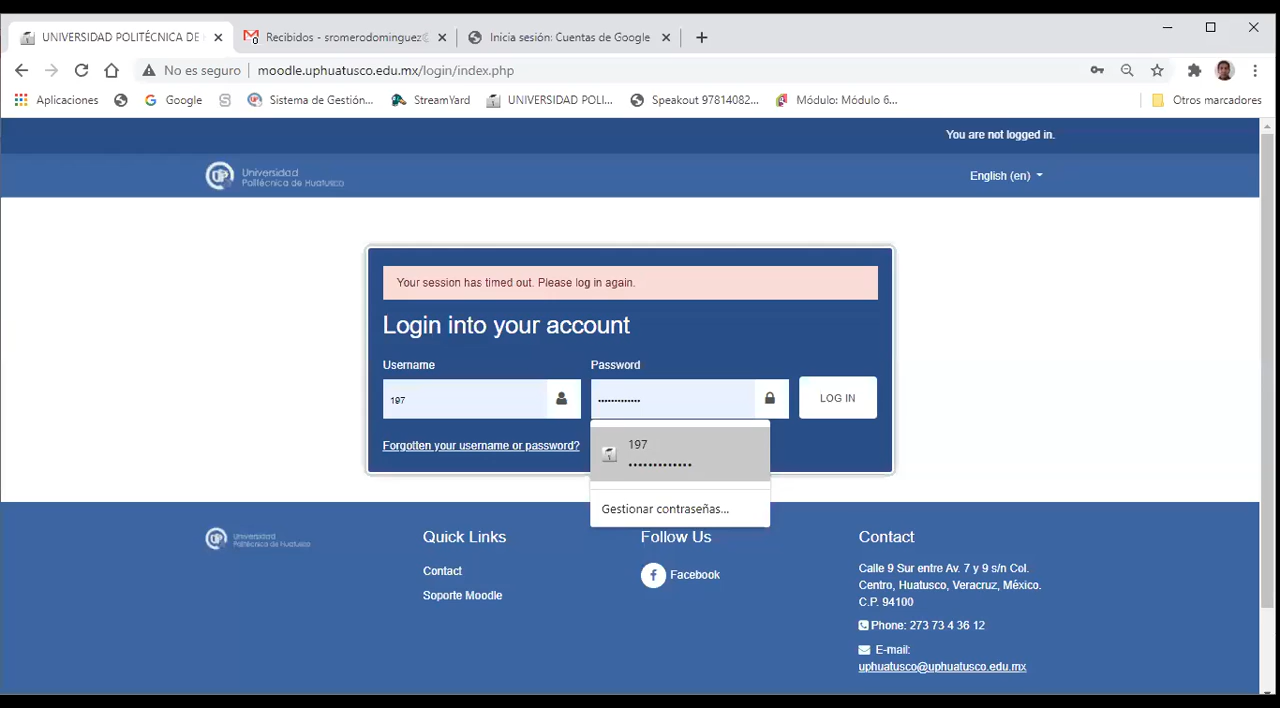 UNIVERSIDAD POLITÉCNICA DE
Recibidos - sromerodominguez@
Inicia sesión: Cuentas de Google
No es seguro
moodle.uphuatusco.edu.mx/login/index.php
Aplicaciones
Google
Sistema de Gestión...
StreamYard
UNIVERSIDAD POLI...
Speakout 97814082...
Módulo: Módulo 6...
Otros marcadores
You are not logged in.
Universidad
Politécnica de Huatusco
English (en)
Your session has timed out. Please log in again.
Login into your account
Username
Password
197
•••••••••••••
LOG IN
Forgotten your username or password?
197
•••••••••••••
Gestionar contraseñas...
Universidad
Politécnica de Huatusco
Quick Links
Contact
Soporte Moodle
Follow Us
Facebook
Contact
Calle 9 Sur entre Av. 7 y 9 s/n Col.
Centro, Huatusco, Veracruz, México.
C.P. 94100
Phone: 273 73 4 36 12
E-mail:
uphuatusco@uphuatusco.edu.mx